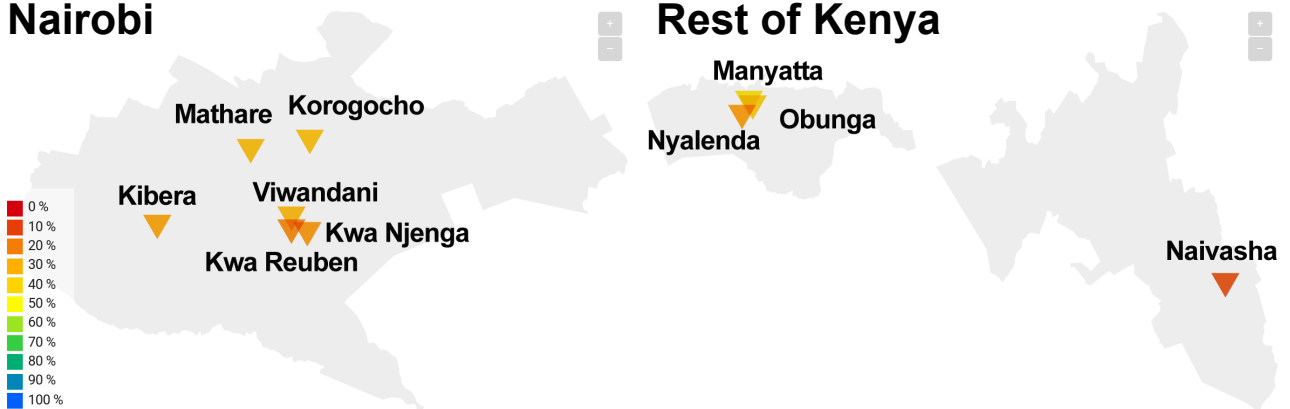 Nairobi
+
−
Mathare
Korogocho
Kibera
Viwandani
Kwa Njenga
Kwa Reuben
0 %
10 %
20 %
30 %
40 %
50 %
60 %
70 %
80 %
90 %
100 %
Rest of Kenya
+
−
Manyatta
Obunga
Nyalenda
Naivasha